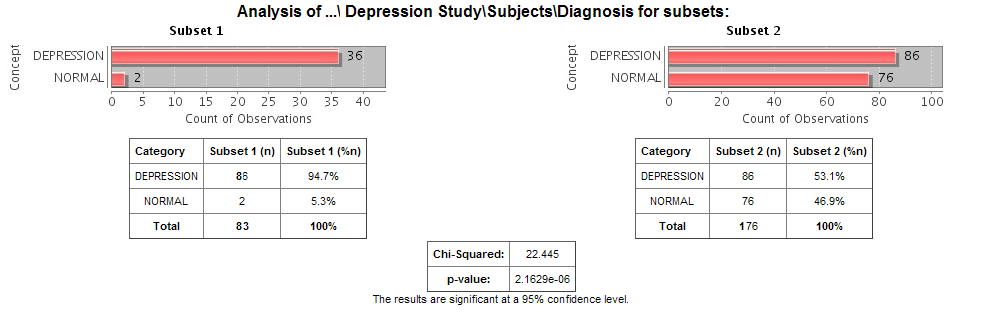 Analysis of ...\ Depression Study\Subjects\Diagnosis for subsets:
Subset 1
Concept
DEPRESSION
36
NORMAL
2
0 5 10 15 20 25 30 35 40
Count of Observations
Category Subset 1 (n) Subset 1 (%n)
DEPRESSION 86 94.7%
NORMAL 2 5.3%
Total 83 100%
Subset 2
Concept
DEPRESSION
86
NORMAL
76
0 20 40 60 80 100
Count of Observations
Category Subset 2 (n) Subset 2 (%n)
DEPRESSION 86 53.1%
NORMAL 76 46.9%
Total 176 100%
Chi-Squared: 22.445
p-value: 2.1629e-06
The results are significant at a 95% confidence level.